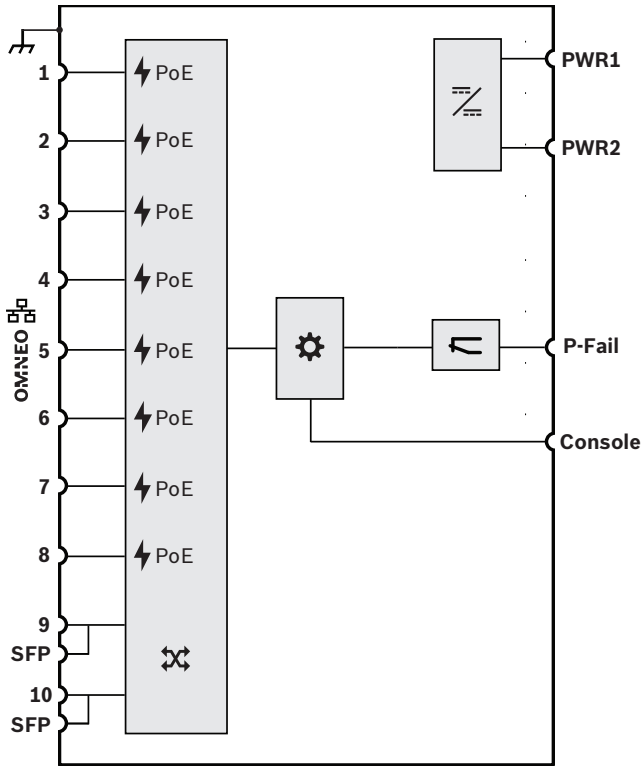 1 PoE
2 PoE
3 PoE
4 PoE
5 PoE
6 PoE
7 PoE
8 PoE
9
SFP
10
SFP
OMNEO
PWR1
PWR2
P-Fail
Console